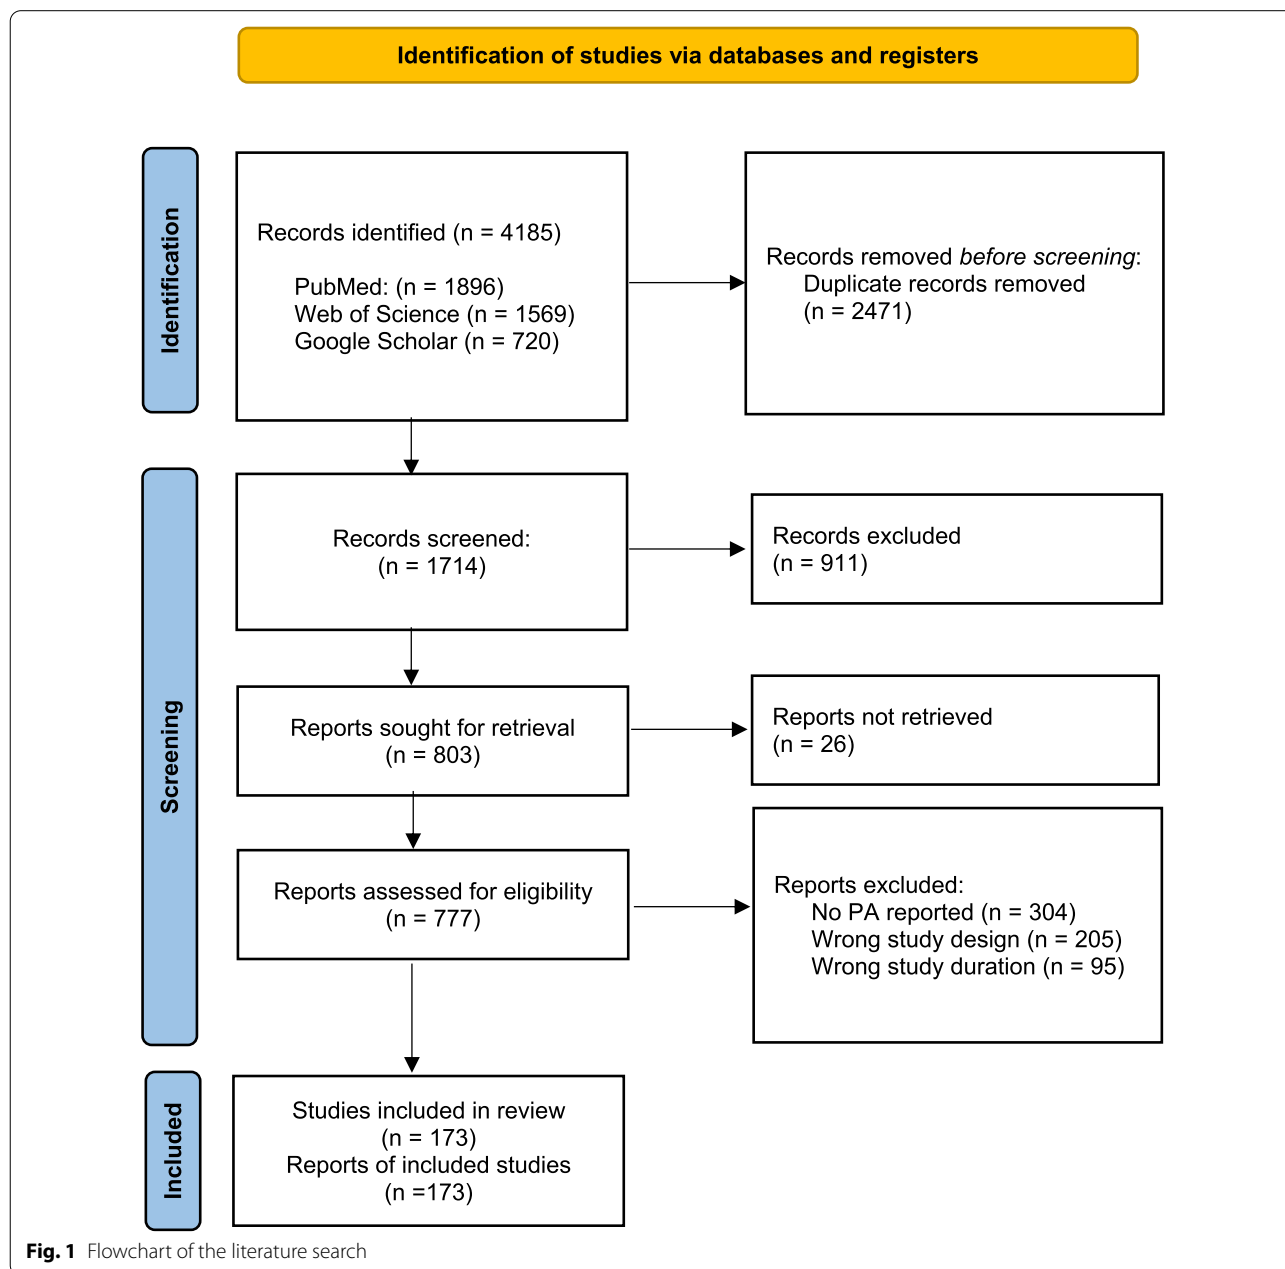 Identification of studies via databases and registers
Identification
Records identified (n = 4185)
PubMed: (n = 1896)
Web of Science (n = 1569)
Google Scholar (n = 720)
Records removed before screening:
Duplicate records removed
(n = 2471)
Screening
Records screened:
(n = 1714)
Records excluded
(n = 911)
Reports sought for retrieval
(n = 803)
Reports not retrieved
(n = 26)
Reports assessed for eligibility
(n = 777)
Reports excluded:
No PA reported (n = 304)
Wrong study design (n = 205)
Wrong study duration (n = 95)
Included
Studies included in review
(n = 173)
Reports of included studies
(n =173)
Fig. 1 Flowchart of the literature search